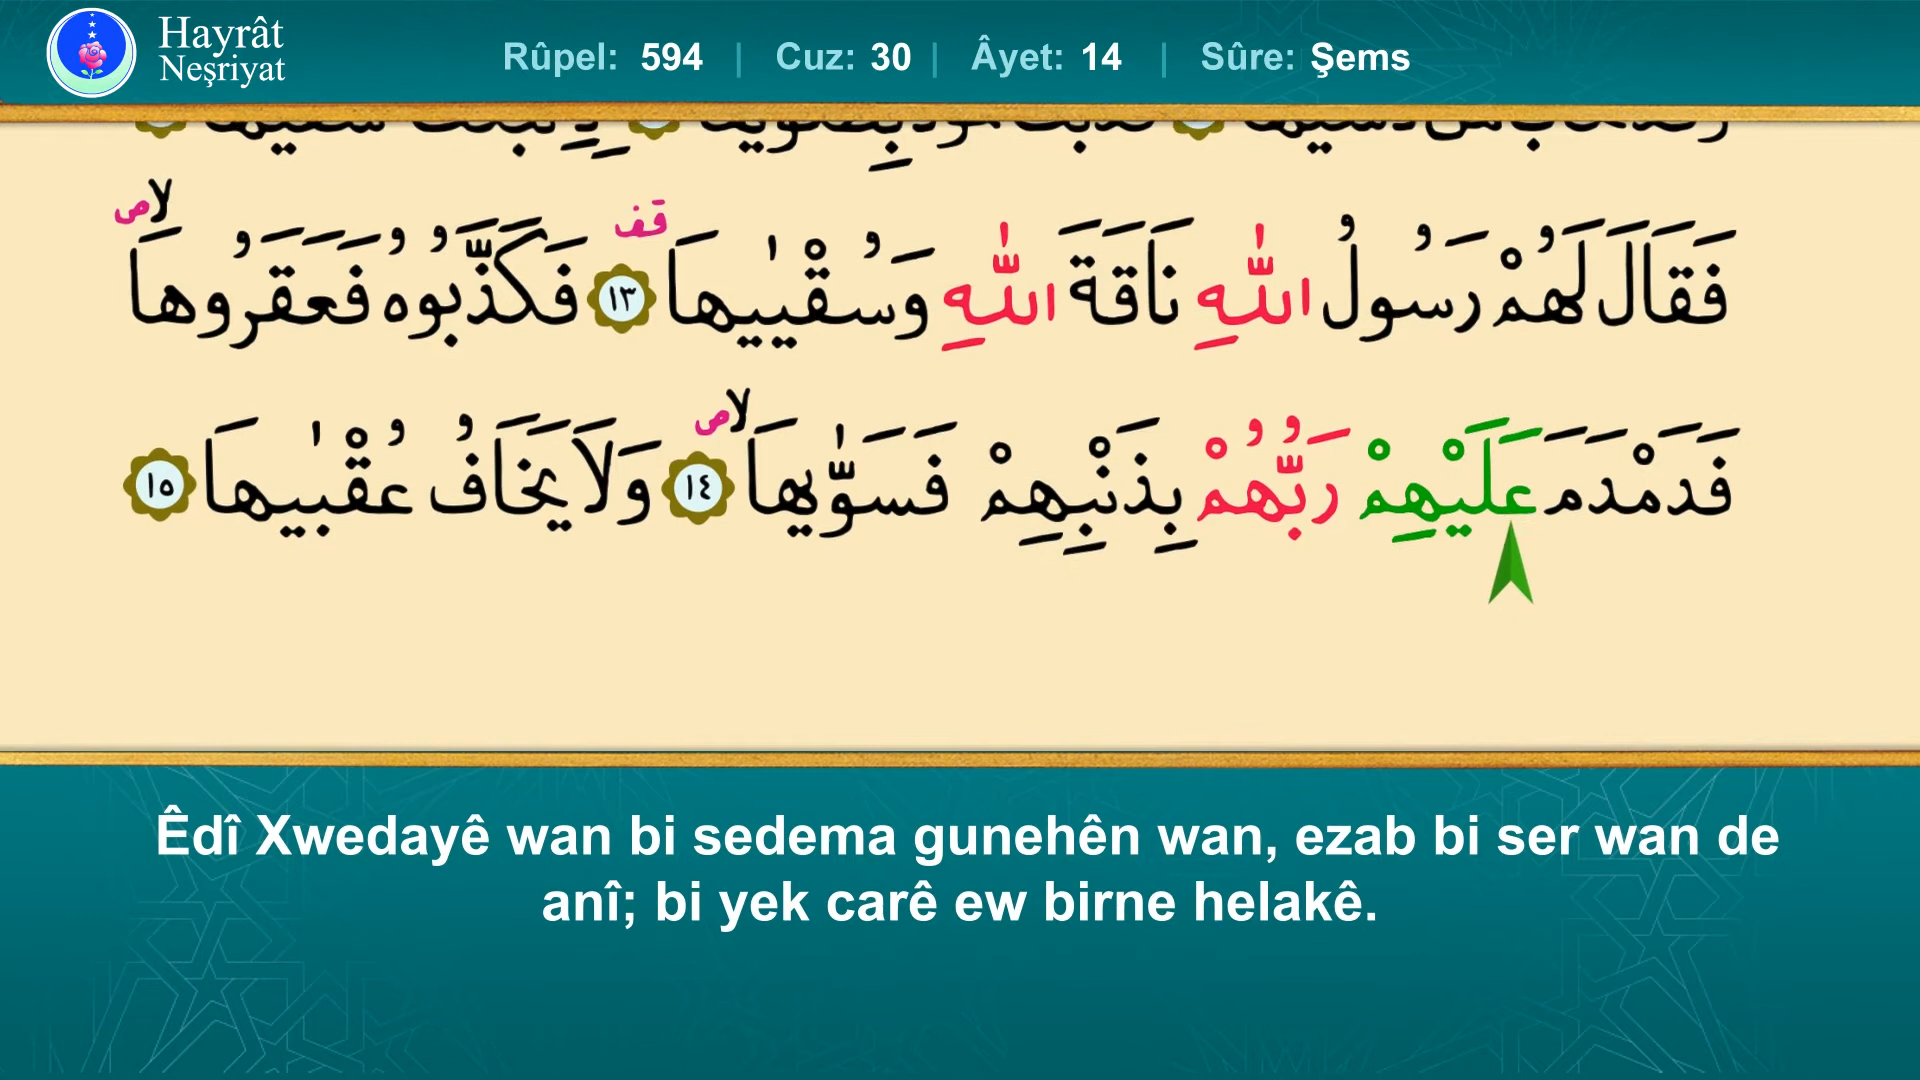 Hayrât
Neşriyat
Rûpel: 594 | Cuz: 30 | Âyet: 14 | Sûre: Şems
فَقَالَ لَهُمْ رَسُولُ اللّٰهِ نَاقَةَ اللّٰهِ وَسُقْيٰيهَا ۗ ﴿١٣﴾ فَكَذَّبُوهُ فَعَقَرُوهَا ۙ
فَدَمْدَمَ عَلَيْهِمْ رَبُّهُمْ بِذَنْبِهِمْ فَسَوّٰيهَا ۙ ﴿١٤﴾ وَلَا يَخَافُ عُقْبٰيهَا ﴿١٥﴾
Êdî Xwedayê wan bi sedema gunehên wan, ezab bi ser wan de
anî; bi yek carê ew birne helakê.